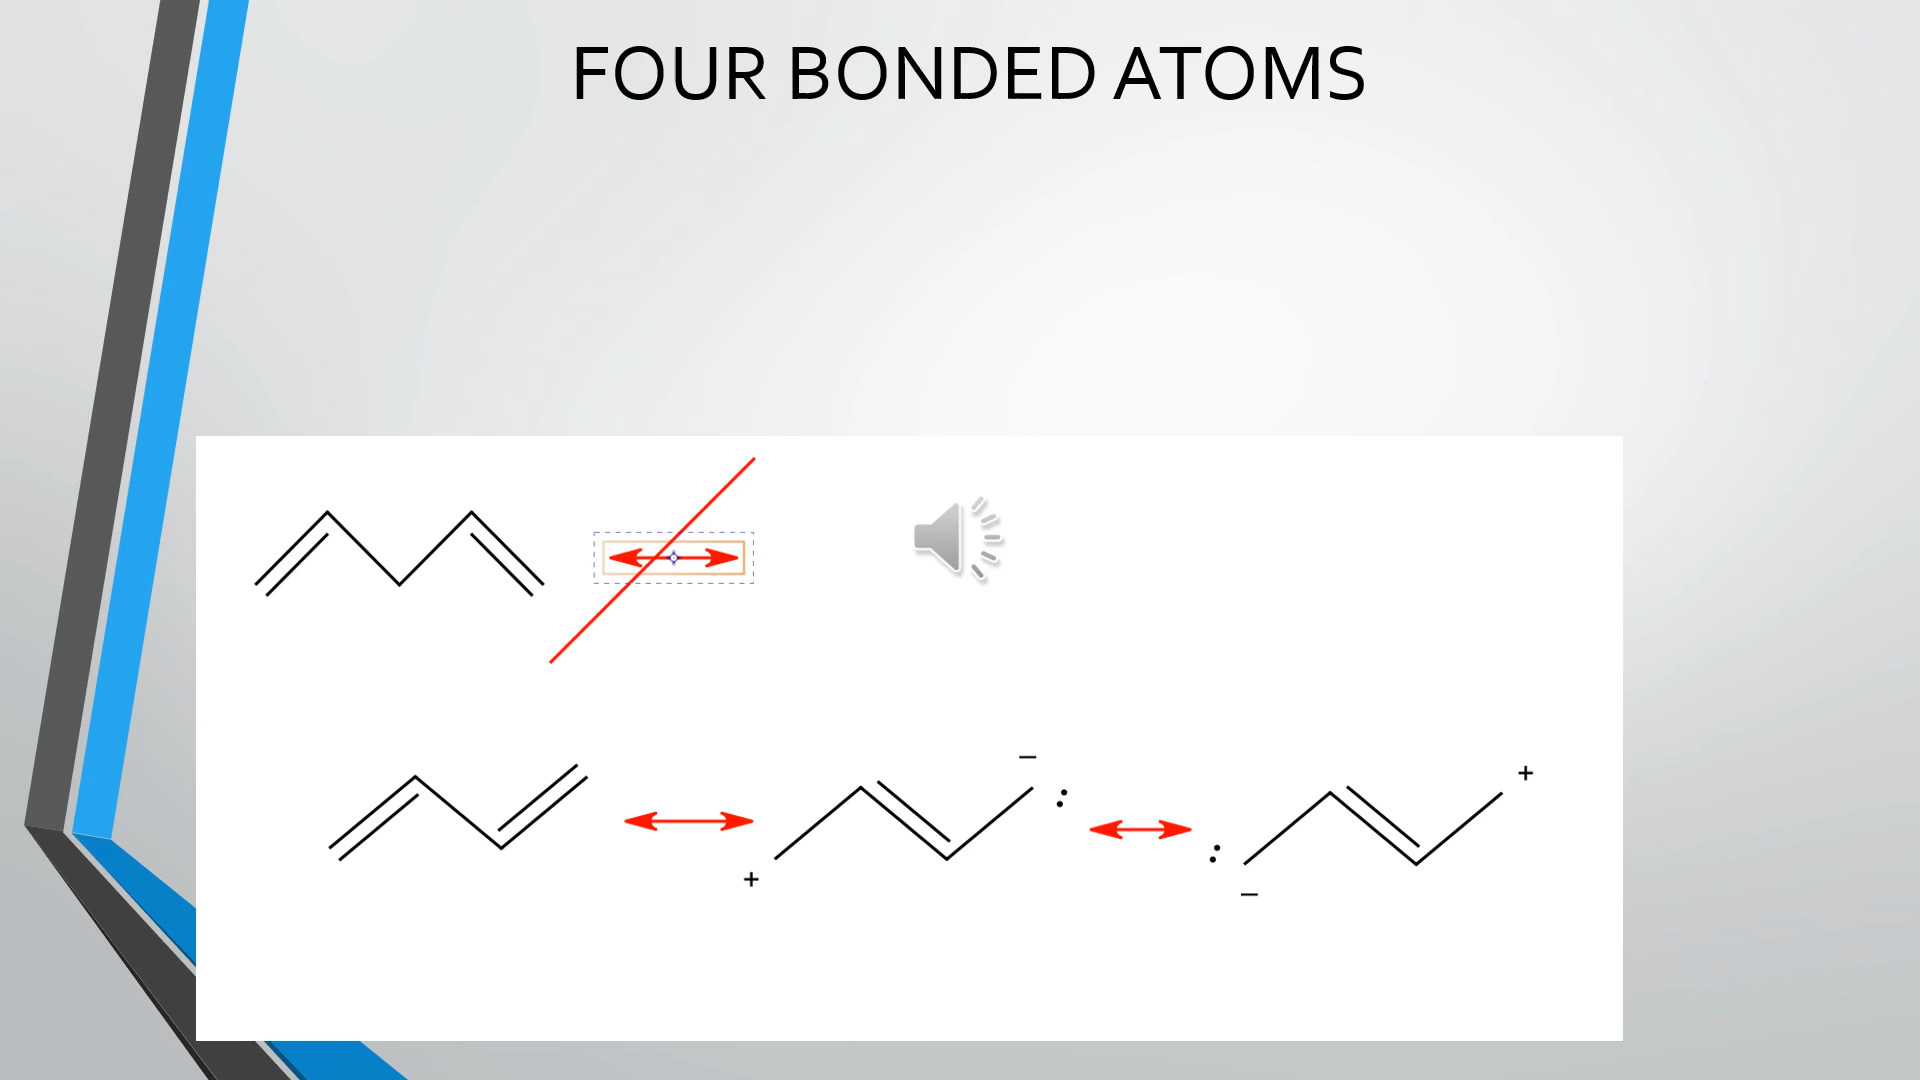 FOUR BONDED ATOMS
− :
+
+
: −